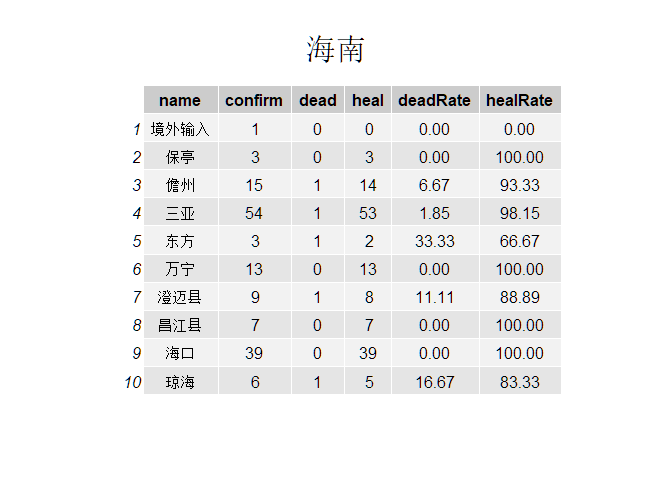 海南
name confirm dead heal deadRate healRate
1 境外输入 1 0 0 0.00 0.00
2 保亭 3 0 3 0.00 100.00
3 儋州 15 1 14 6.67 93.33
4 三亚 54 1 53 1.85 98.15
5 东方 3 1 2 33.33 66.67
6 万宁 13 0 13 0.00 100.00
7 澄迈县 9 1 8 11.11 88.89
8 昌江县 7 0 7 0.00 100.00
9 海口 39 0 39 0.00 100.00
10 琼海 6 1 5 16.67 83.33